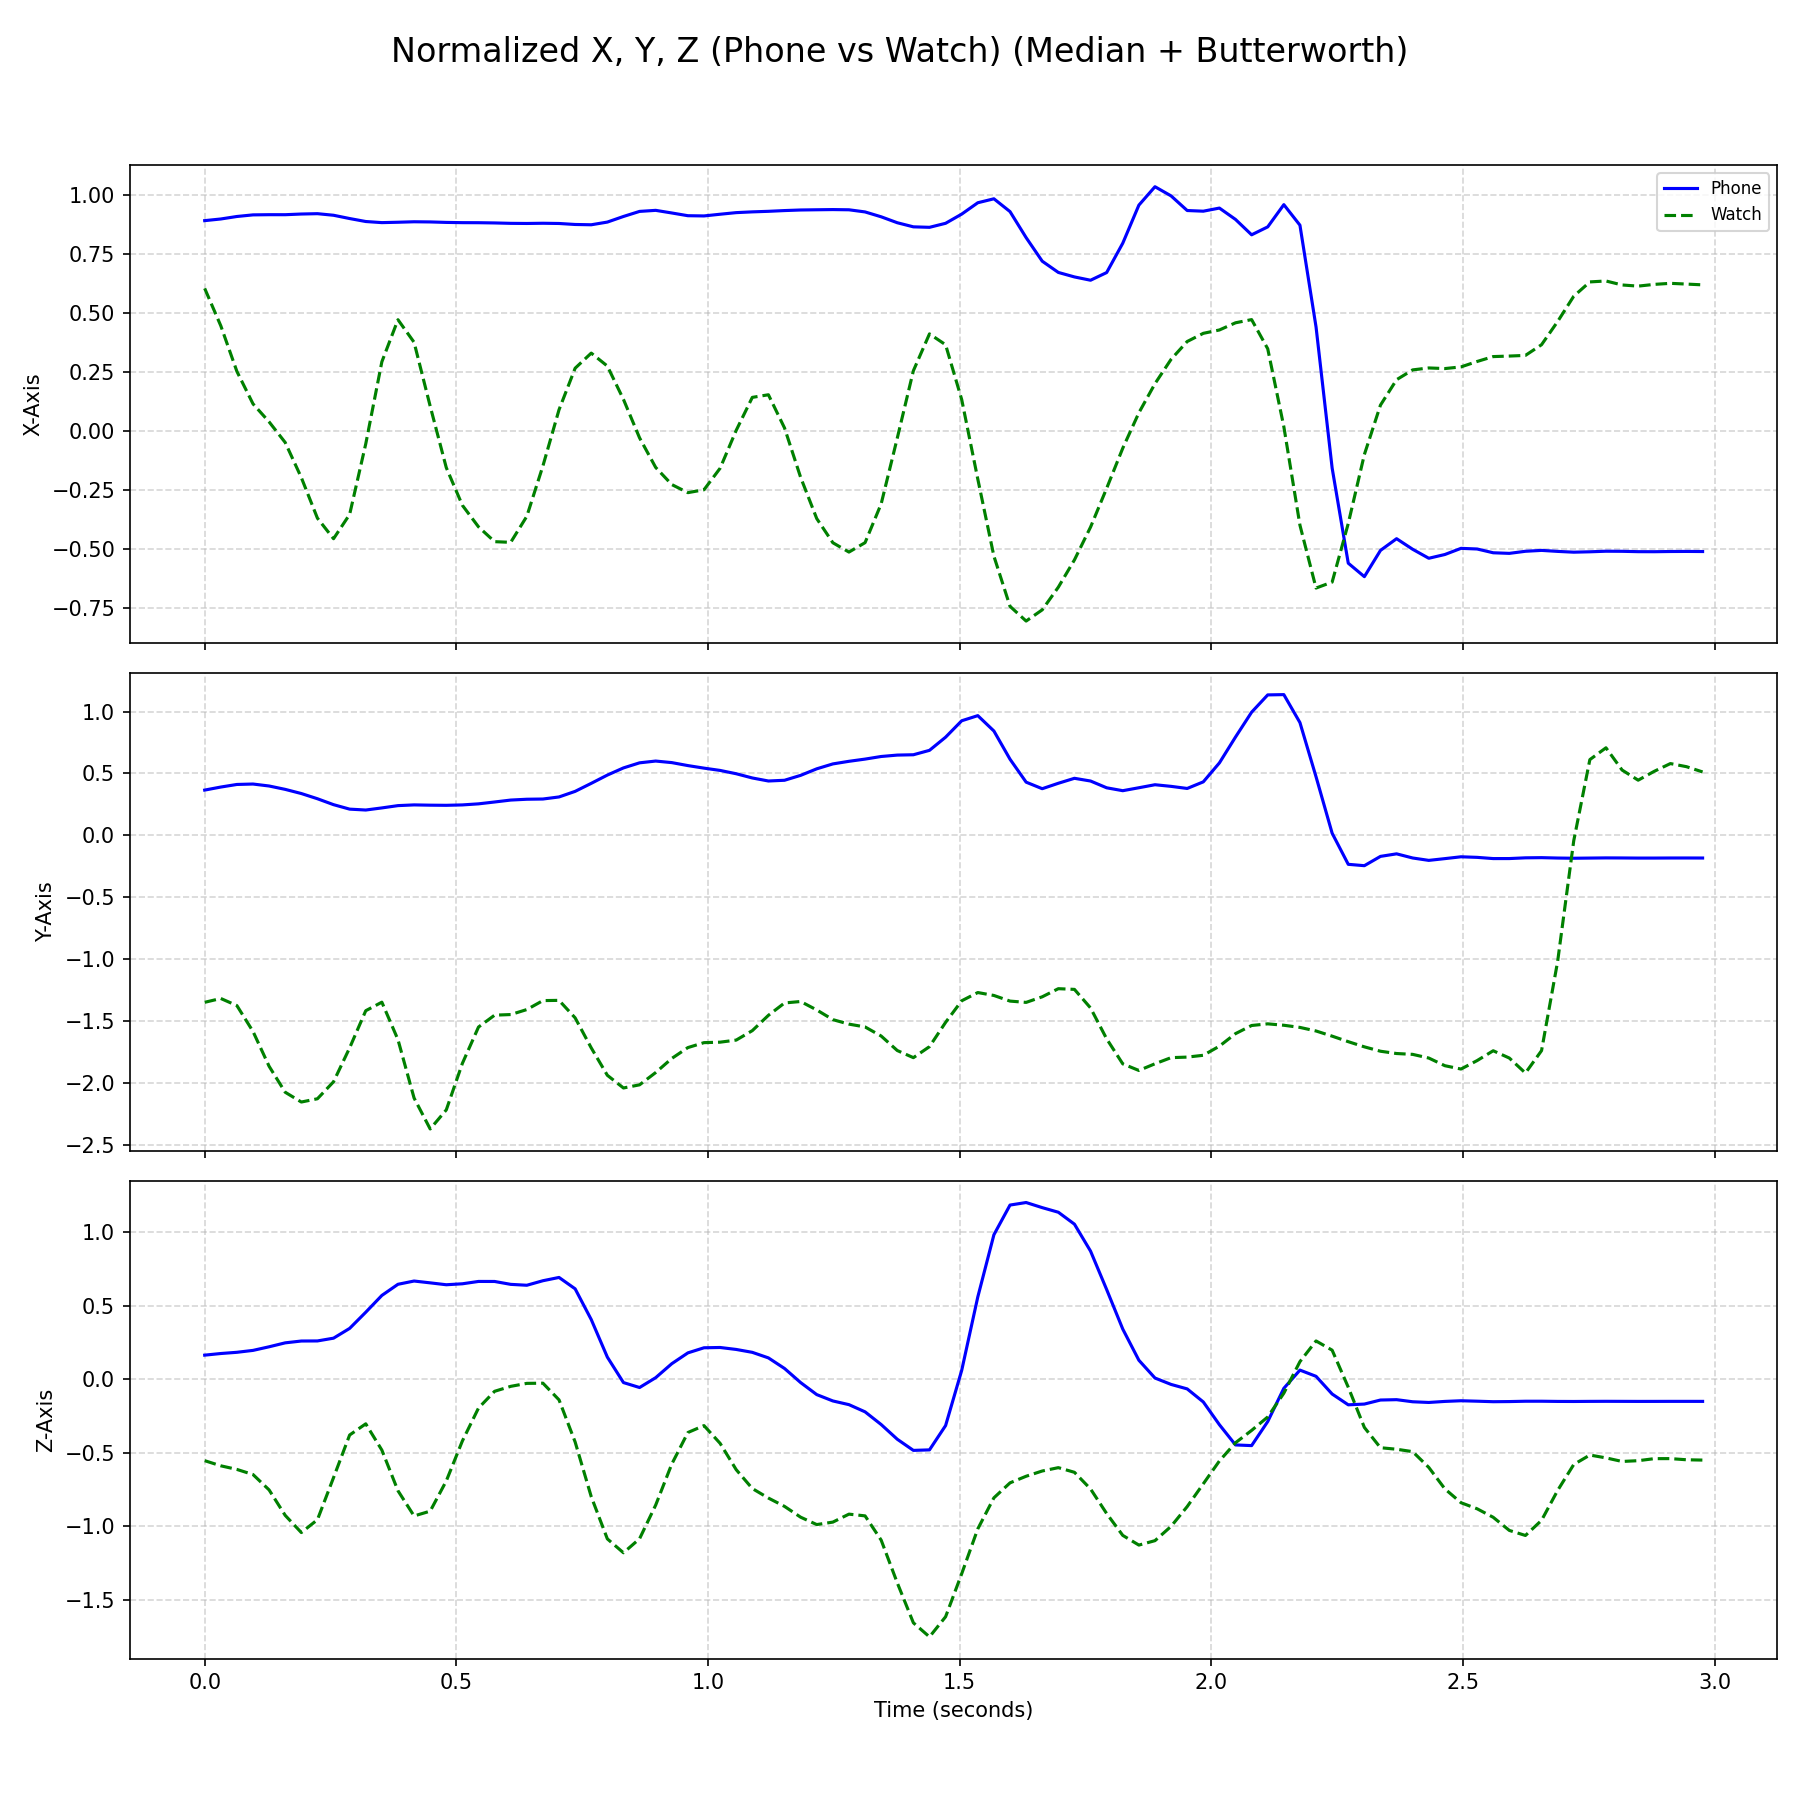 Normalized X, Y, Z (Phone vs Watch) (Median + Butterworth)
Phone
Watch
X-Axis
1.00
0.75
0.50
0.25
0.00
−0.25
−0.50
−0.75
Y-Axis
1.0
0.5
0.0
−0.5
−1.0
−1.5
−2.0
−2.5
Z-Axis
1.0
0.5
0.0
−0.5
−1.0
−1.5
0.0 0.5 1.0 1.5 2.0 2.5 3.0
Time (seconds)